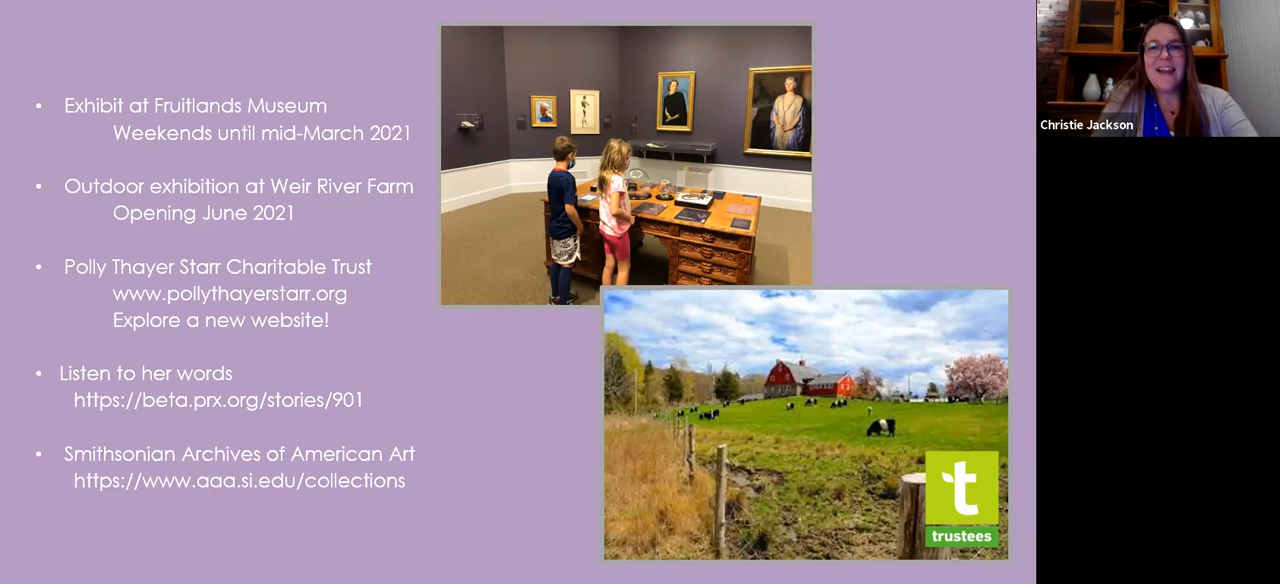 • Exhibit at Fruitlands Museum
Weekends until mid-March 2021
• Outdoor exhibition at Weir River Farm
Opening June 2021
• Polly Thayer Starr Charitable Trust
www.pollythayerstarr.org
Explore a new website!
• Listen to her words
https://beta.prx.org/stories/901
• Smithsonian Archives of American Art
https://www.aaa.si.edu/collections
t
trustees
Christie Jackson